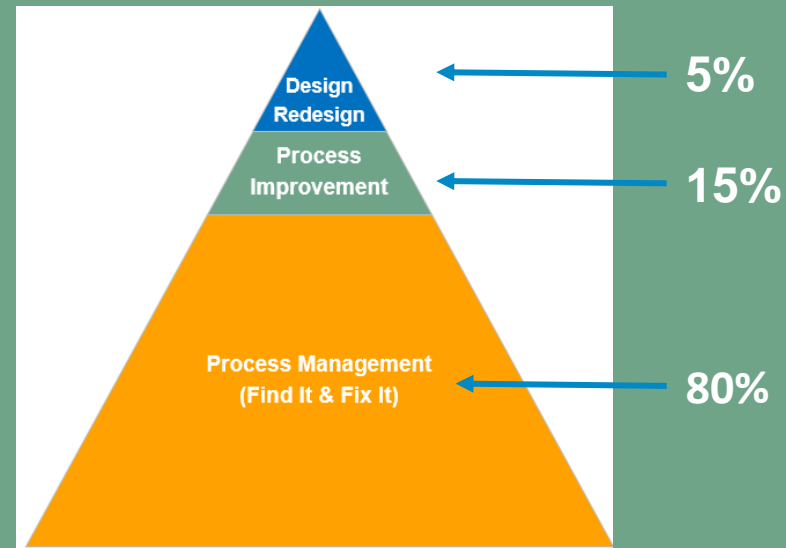 Design
Redesign
5%
Process
Improvement
15%
Process Management
(Find It & Fix It)
80%